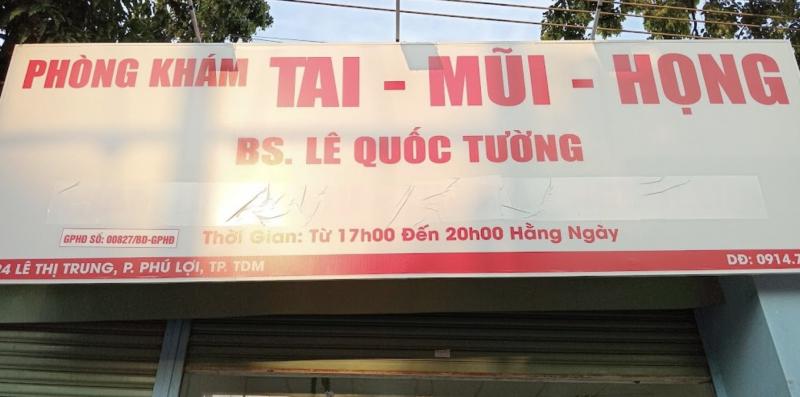 PHÒNG KHÁM TAI - MŨI - HỌNG
BS. LÊ QUỐC TƯỜNG
GPHĐ SỐ: 00827/BD-GPHĐ
Thời Gian: Từ 17h00 Đến 20h00 Hằng Ngày
24 LÊ THỊ TRUNG, P. PHÚ LỢI, TP. TDM
DĐ: 0914.7